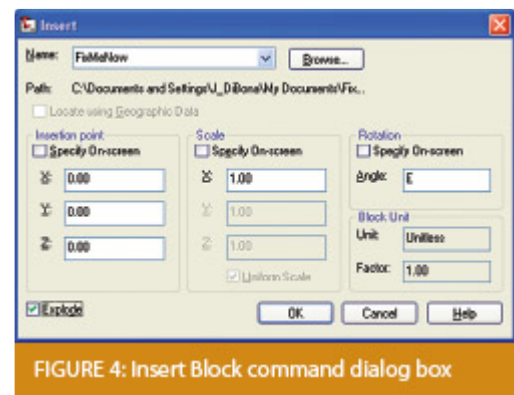 Insert
Name: FixMeNow Browse...
Path: C:\Documents and Settings\J_DiBona\My Documents\Fix...
Locate using Geographic Data
Insertion point Scale Rotation
Specify On-screen Specify On-screen Specify On-screen
X: 0.00 X: 1.00 Angle: E
Y: 0.00 Y: 1.00 Block Unit
Z: 0.00 Z: 1.00 Unit: Unitless
Uniform Scale Factor: 1.00
Explode OK Cancel Help
FIGURE 4: Insert Block command dialog box